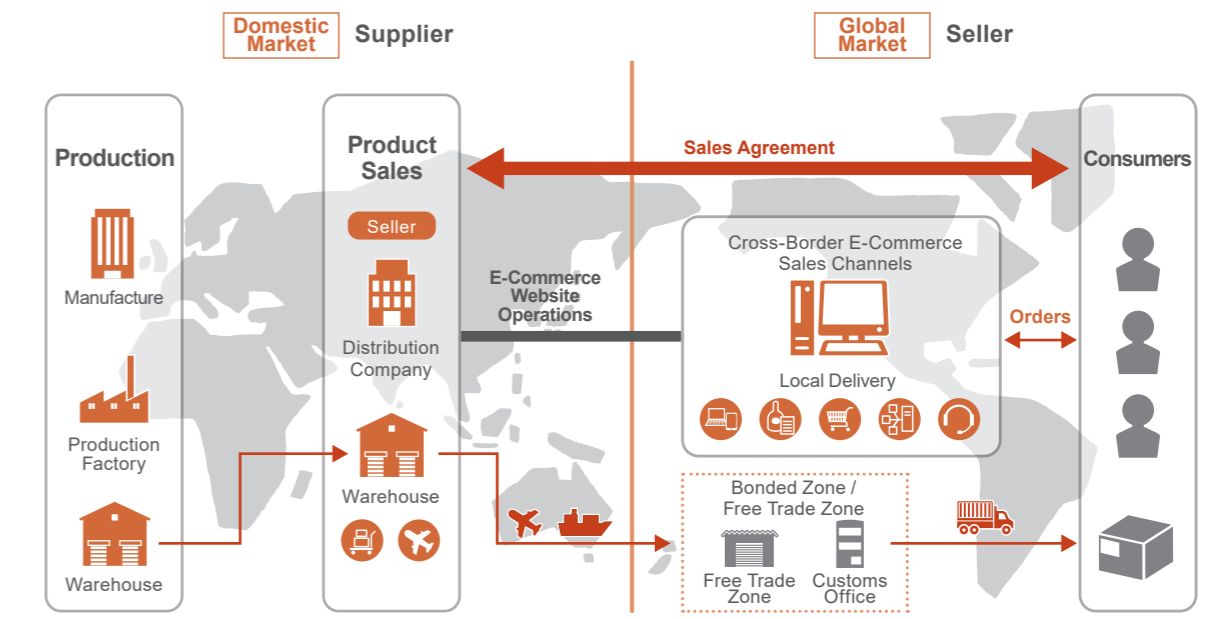 Domestic
Market
Supplier
Global
Market
Seller
Production
Manufacture
Production
Factory
Warehouse
Product
Sales
Seller
Distribution
Company
Warehouse
Sales Agreement
E-Commerce
Website
Operations
Cross-Border E-Commerce
Sales Channels
Local Delivery
Orders
Bonded Zone /
Free Trade Zone
Free Trade
Zone
Customs
Office
Consumers